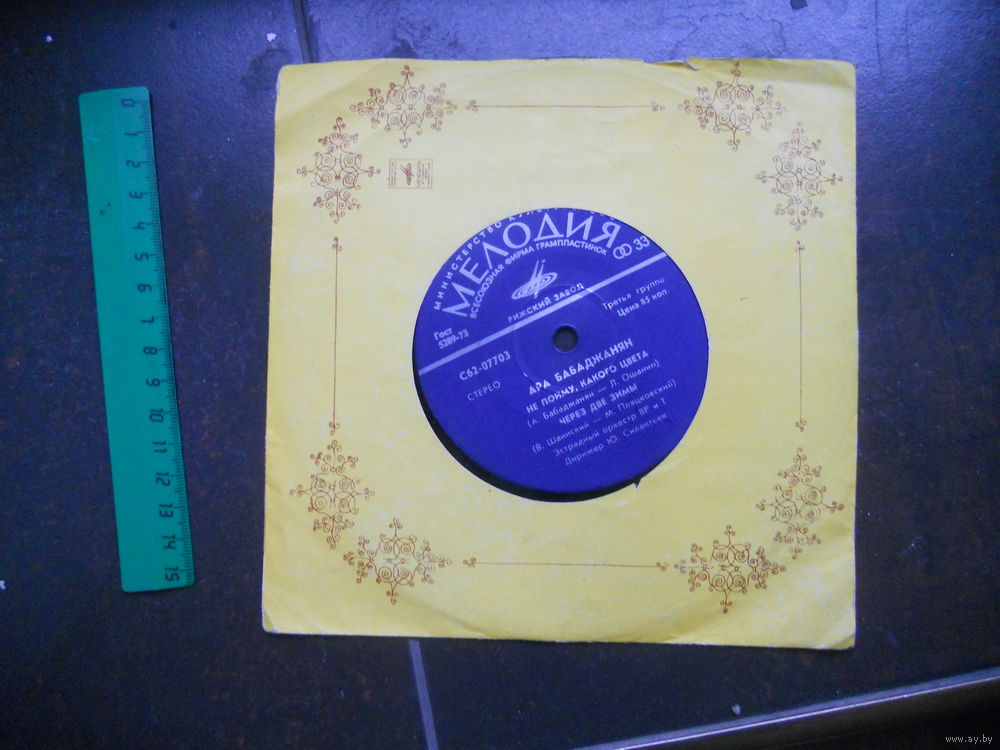 0 1 2 3 4 5 6 7 8 9 10 11 12 13 14 15
МИНИСТЕРСТВО
МЕЛОДИЯ
ВСЕСОЮЗНАЯ ФИРМА ГРАМПЛАСТИНОК
33
РИЖСКИЙ ЗАВОД
Гост
5289-73
Третья группа
Цена 85 коп.
С62-07703
СТЕРЕО
АРА БАБАДЖАНЯН
НЕ ПОЙМУ, КАКОГО ЦВЕТА
(А. Бабаджанян — Л. Ошанин)
ЧЕРЕЗ ДВЕ ЗИМЫ
(В. Шаинский — М. Пляцковский)
Эстрадный оркестр ВР и Т
Дирижер Ю. Силантьев
www.ay.by